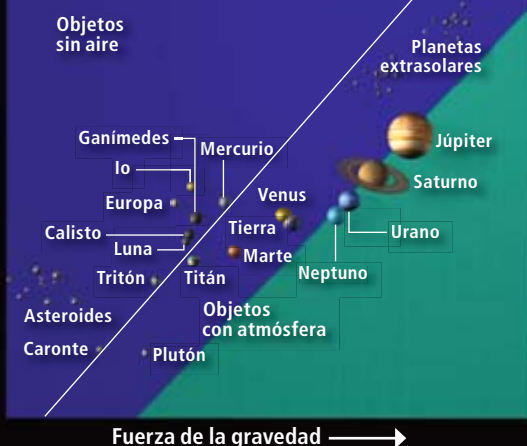 Objetos
sin aire
Planetas
extrasolares
Ganímedes
Mercurio
Júpiter
Io
Saturno
Europa
Venus
Calisto
Tierra
Urano
Luna
Marte
Neptuno
Tritón
Titán
Objetos
con atmósfera
Asteroides
Caronte
Plutón
Fuerza de la gravedad